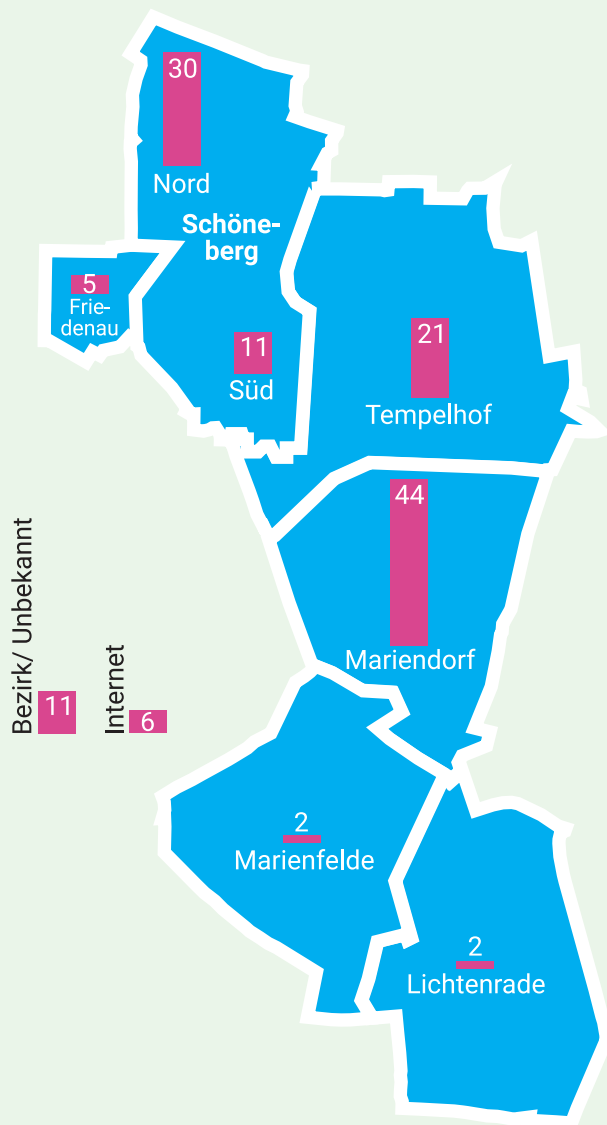 30
Nord
Schöne-
berg
5
Frie-
denau
11
Süd
21
Tempelhof
44
Mariendorf
Bezirk/ Unbekannt
11
Internet
6
2
Marienfelde
2
Lichtenrade